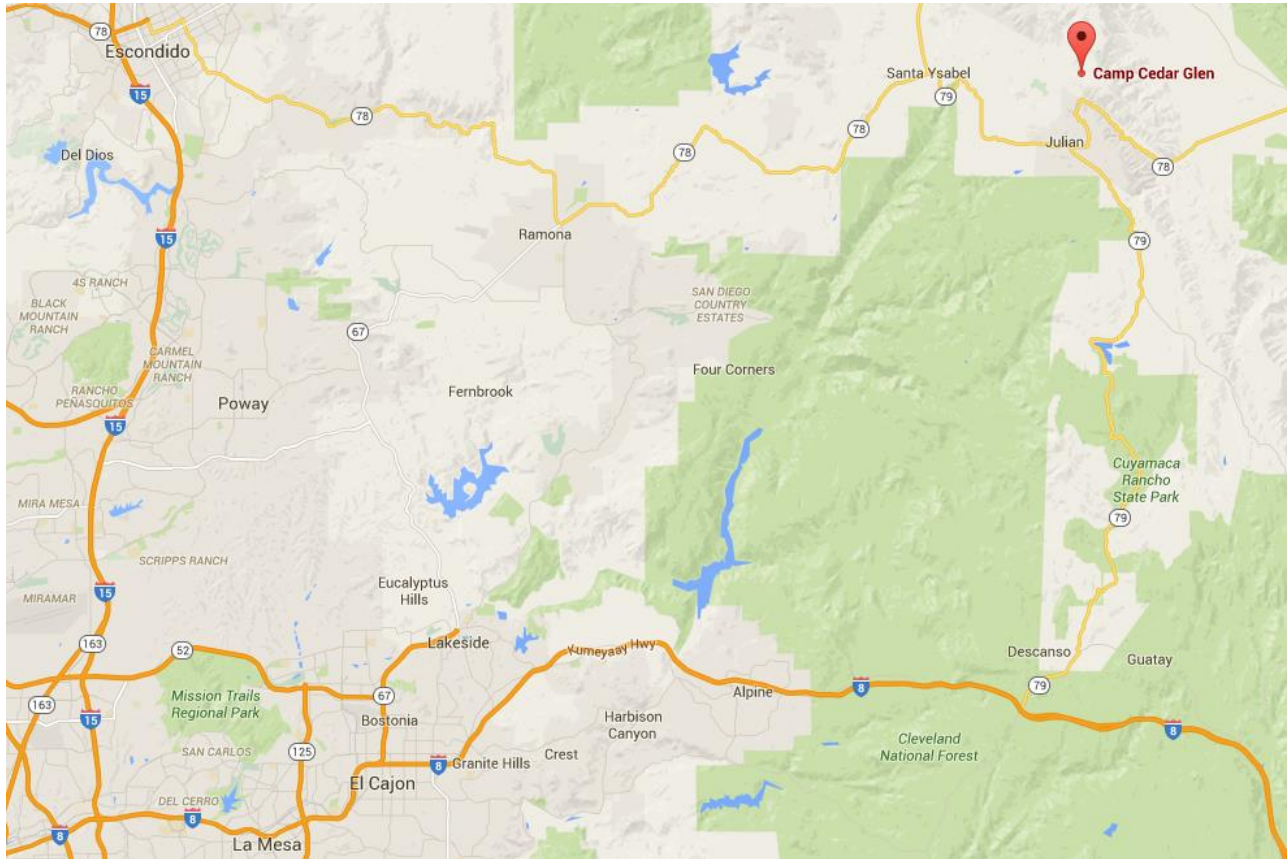 78
Escondido
15
78
Del Dios
Santa Ysabel
79
Camp Cedar Glen
78
Julian
78
78
15
Ramona
79
4S RANCH
BLACK
MOUNTAIN
RANCH
SAN DIEGO
COUNTRY
ESTATES
67
CARMEL
MOUNTAIN
RANCH
Four Corners
RANCHO
PEÑASQUITOS
Poway
Fernbrook
15
MIRA MESA
Cuyamaca
Rancho
State Park
79
SCRIPPS RANCH
Eucalyptus
Hills
MIRAMAR
15
163
52
Lakeside
Kumeyaay Hwy
Descanso
Guatay
79
8
Mission Trails
Regional Park
67
Alpine
163
15
Bostonia
Harbison
Canyon
8
SAN CARLOS
125
8
Granite Hills
Crest
Cleveland
National Forest
El Cajon
DEL CERRO
8
8
La Mesa